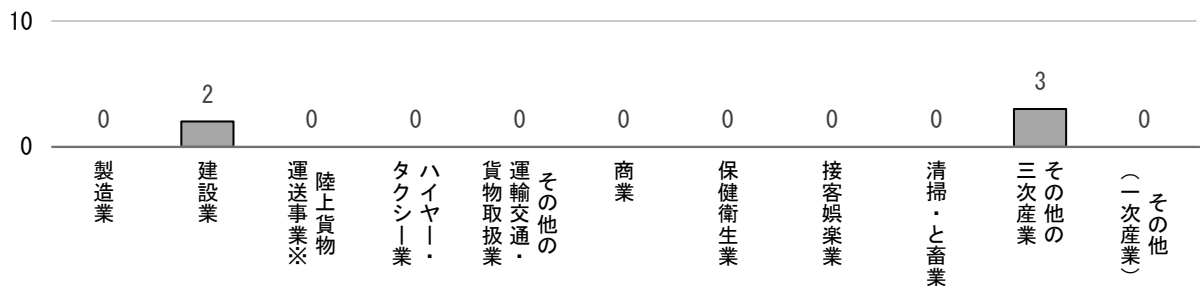 10
0
0
2
0
0
0
0
0
0
0
3
0
製造業
建設業
陸上貨物
運送事業※
ハイヤー・
タクシー業
その他の
運輸交通・
貨物取扱業
商業
保健衛生業
接客娯楽業
清掃・と畜業
その他の
三次産業
その他
（一次産業）